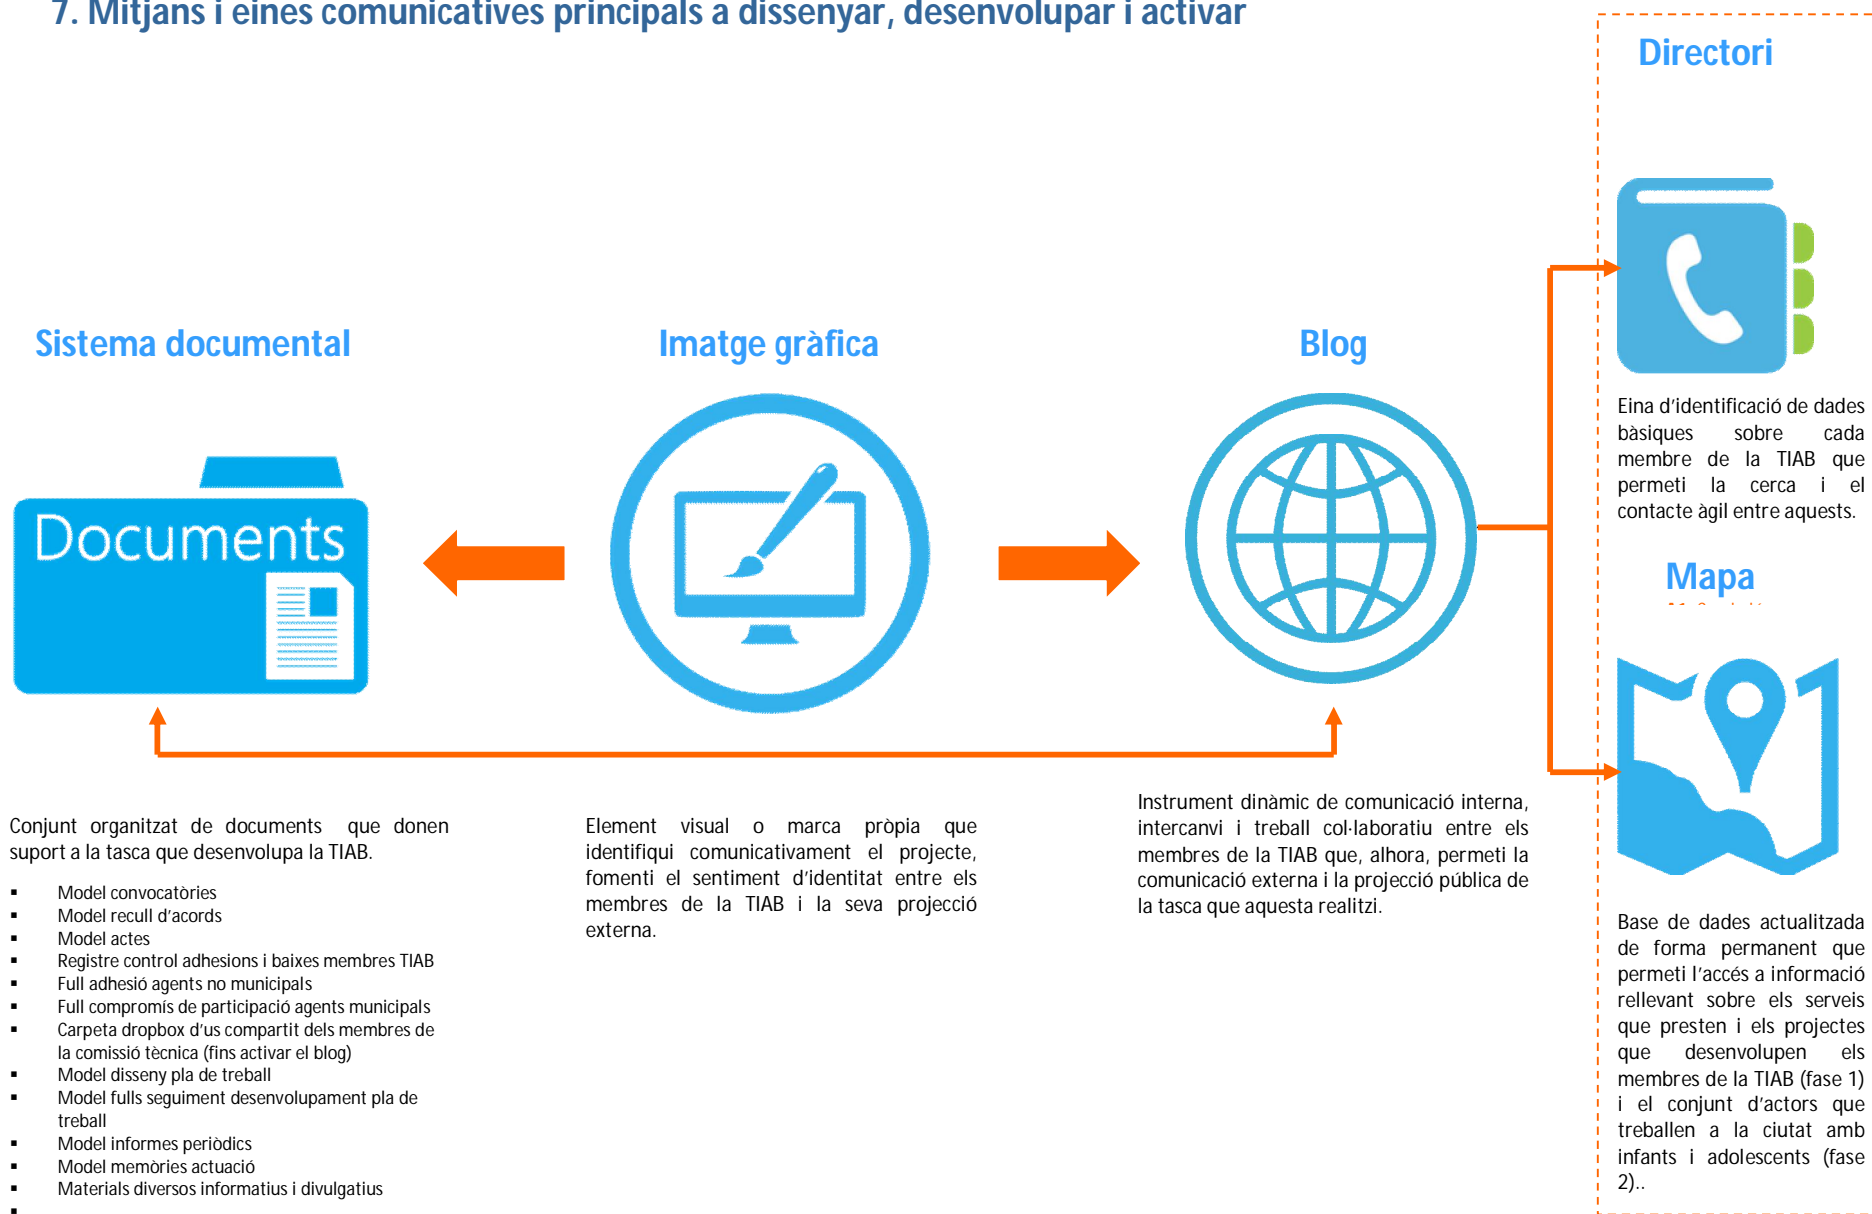 7. Mitjans i eines comunicatives principals a dissenyar, desenvolupar i activar
Sistema documental
Documents
Conjunt organitzat de documents que donen
suport a la tasca que desenvolupa la TIAB.
▪ Model convocatòries
▪ Model recull d'acords
▪ Model actes
▪ Registre control adhesions i baixes membres TIAB
▪ Full adhesió agents no municipals
▪ Full compromís de participació agents municipals
▪ Carpeta dropbox d'us compartit dels membres de
la comissió tècnica (fins activar el blog)
▪ Model disseny pla de treball
▪ Model fulls seguiment desenvolupament pla de
treball
▪ Model informes periòdics
▪ Model memòries actuació
▪ Materials diversos informatius i divulgatius
▪
Imatge gràfica
Element visual o marca pròpia que
identifiqui comunicativament el projecte,
fomenti el sentiment d'identitat entre els
membres de la TIAB i la seva projecció
externa.
Blog
Instrument dinàmic de comunicació interna,
intercanvi i treball col·laboratiu entre els
membres de la TIAB que, alhora, permeti la
comunicació externa i la projecció pública de
la tasca que aquesta realitzi.
Directori
Eina d'identificació de dades
bàsiques sobre cada
membre de la TIAB que
permeti la cerca i el
contacte àgil entre aquests.
Mapa
Base de dades actualitzada
de forma permanent que
permeti l'accés a informació
rellevant sobre els serveis
que presten i els projectes
que desenvolupen els
membres de la TIAB (fase 1)
i el conjunt d'actors que
treballen a la ciutat amb
infants i adolescents (fase
2)..